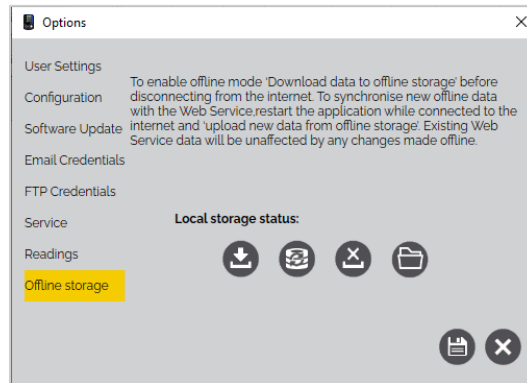 Options
User Settings
Configuration
Software Update
Email Credentials
FTP Credentials
Service
Readings
Offline storage
To enable offline mode 'Download data to offline storage' before
disconnecting from the internet. To synchronise new offline data
with the Web Service,restart the application while connected to the
internet and 'upload new data from offline storage'. Existing Web
Service data will be unaffected by any changes made offline.
Local storage status: